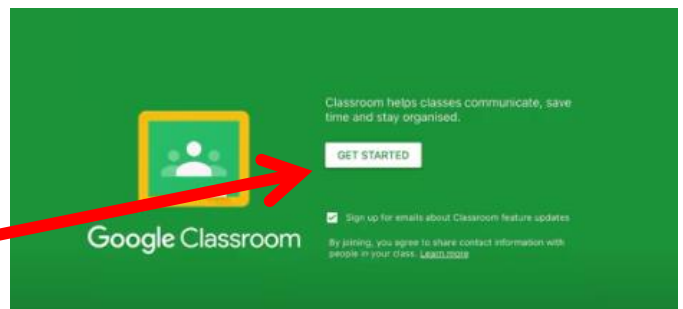 Classroom helps classes communicate, save
time and stay organised.
GET STARTED
Google Classroom
Sign up for emails about Classroom feature updates
By joining, you agree to share contact information with
people in your class. Learn more